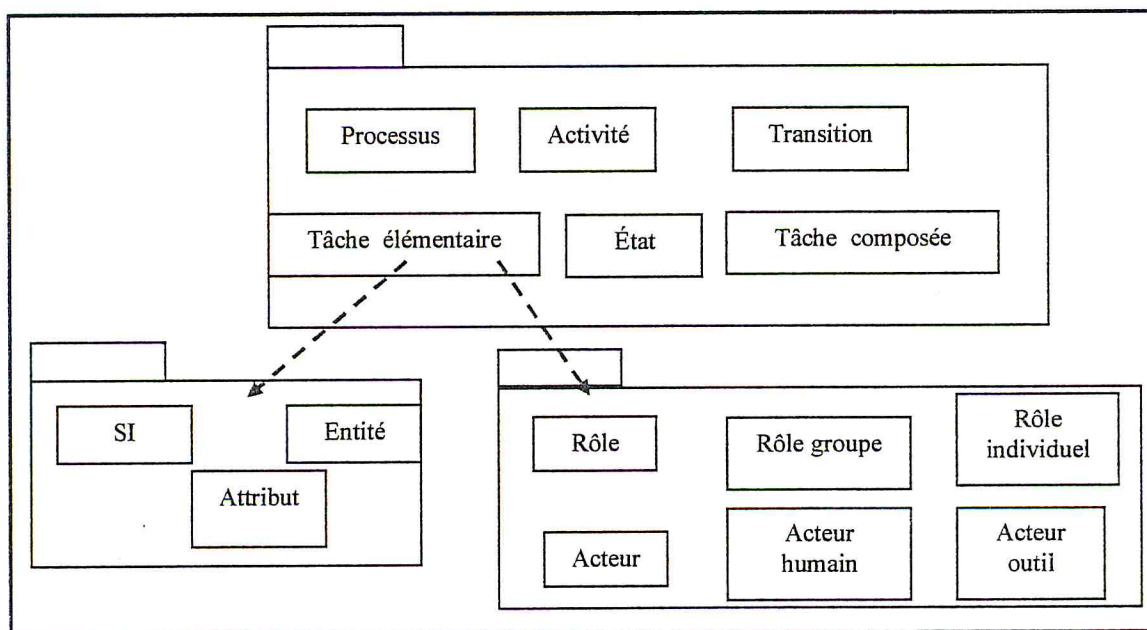 Processus
Activité
Transition
Tâche élémentaire
État
Tâche composée
SI
Entité
Attribut
Rôle
Rôle groupe
Rôle
individuel
Acteur
Acteur
humain
Acteur
outil